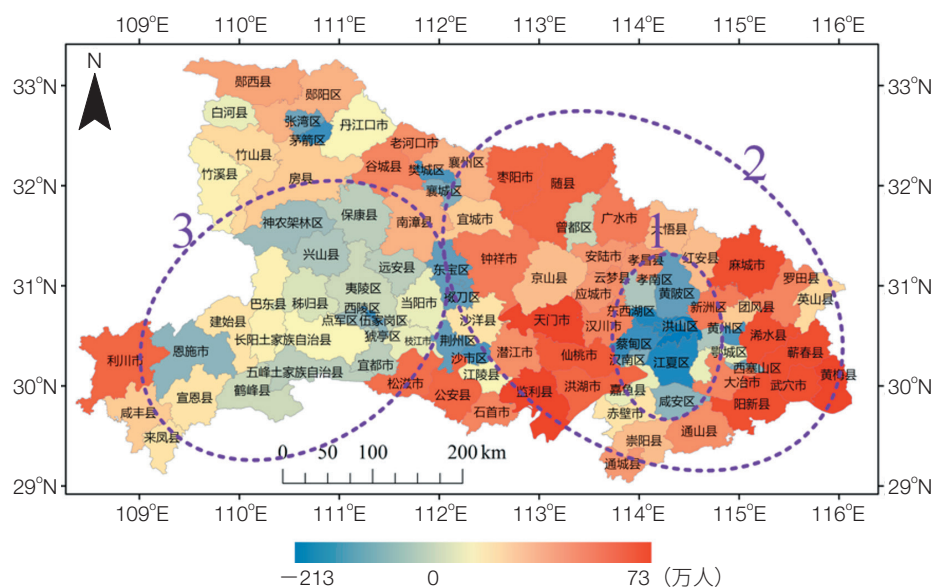 109°E 110°E 111°E 112°E 113°E 114°E 115°E 116°E
N
33°N 33°N
32°N 32°N
31°N 31°N
30°N 30°N
29°N 29°N
郧西县
郧阳区
白河县
张湾区
丹江口市
茅箭区
老河口市
竹山县
谷城县
樊城区
襄州区
竹溪县
房县
襄城区
枣阳市
随县
2
3
神农架林区
保康县
南漳县
宜城市
曾都区
广水市
大悟县
1
兴山县
远安县
东宝区
钟祥市
安陆市
孝昌县
红安县
麻城市
巴东县
秭归县
夷陵区
当阳市
掇刀区
京山县
云梦县
孝南区
黄陂区
罗田县
应城市
英山县
建始县
西陵区
点军区
伍家岗区
沙洋县
东西湖区
新洲区
团风县
猇亭区
枝江市
天门市
汉川市
洪山区
黄州区
浠水县
长阳土家族自治县
荆州区
利川市
恩施市
宜都市
沙市区
潜江市
仙桃市
蔡甸区
汉南区
江夏区
鄂城区
蕲春县
五峰土家族自治县
江陵县
西塞山区
黄梅县
宣恩县
鹤峰县
松滋市
公安县
监利县
洪湖市
嘉鱼县
咸安区
大冶市
武穴市
咸丰县
石首市
赤壁市
阳新县
来凤县
崇阳县
通山县
通城县
0 50 100 200 km
109°E 110°E 111°E 112°E 113°E 114°E 115°E 116°E
−213 0 73 (万人)